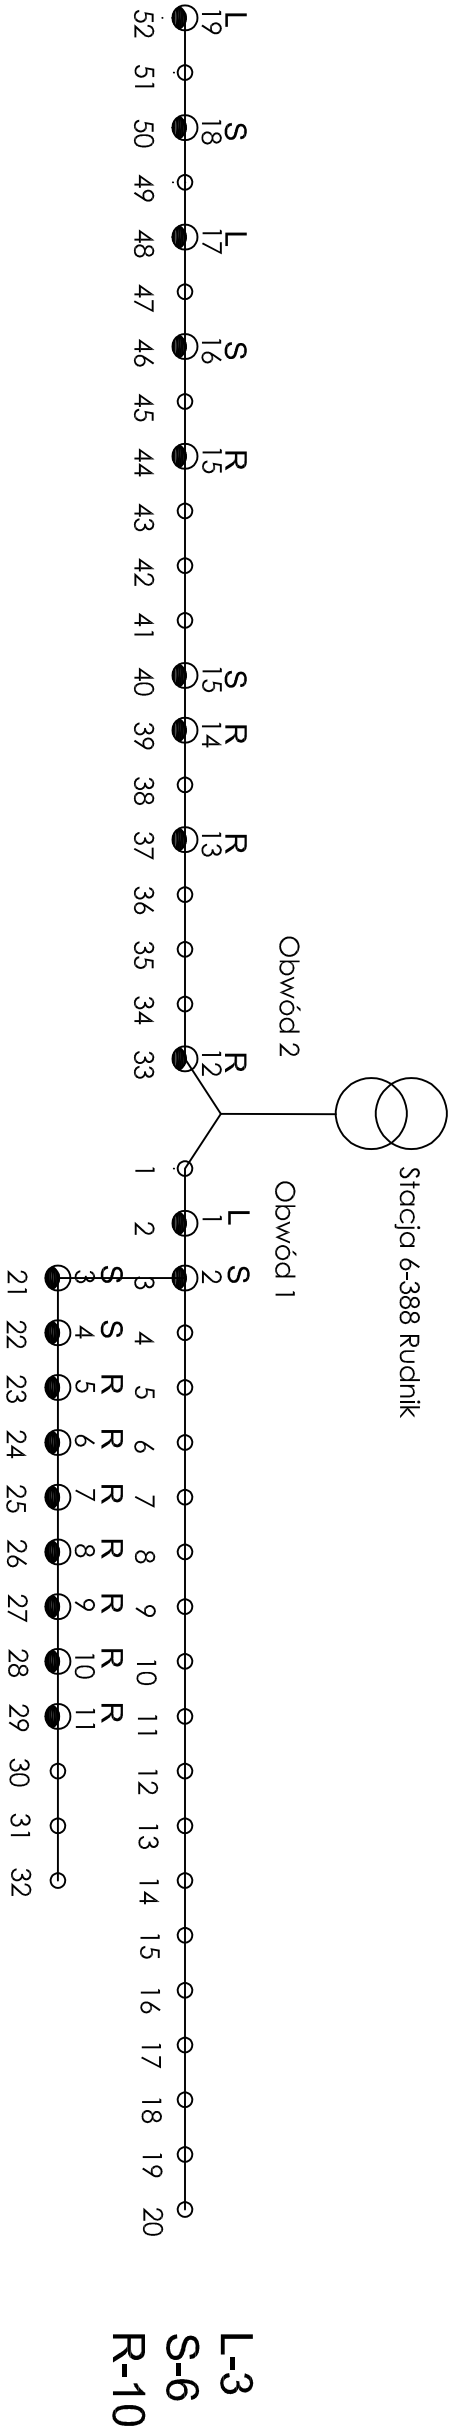 Stacja 6-388 Rudnik
Obwód 2 Obwód 1
L S L S R S R R R L S
19 18 17 16 15 15 14 13 12 1 2
52 51 50 49 48 47 46 45 44 43 42 41 40 39 38 37 36 35 34 33 1 2 3 4 5 6 7 8 9 10 11 12 13 14 15 16 17 18 19 20
S S R R R R R R R
3 4 5 6 7 8 9 10 11
21 22 23 24 25 26 27 28 29 30 31 32
L-3
S-6
R-10